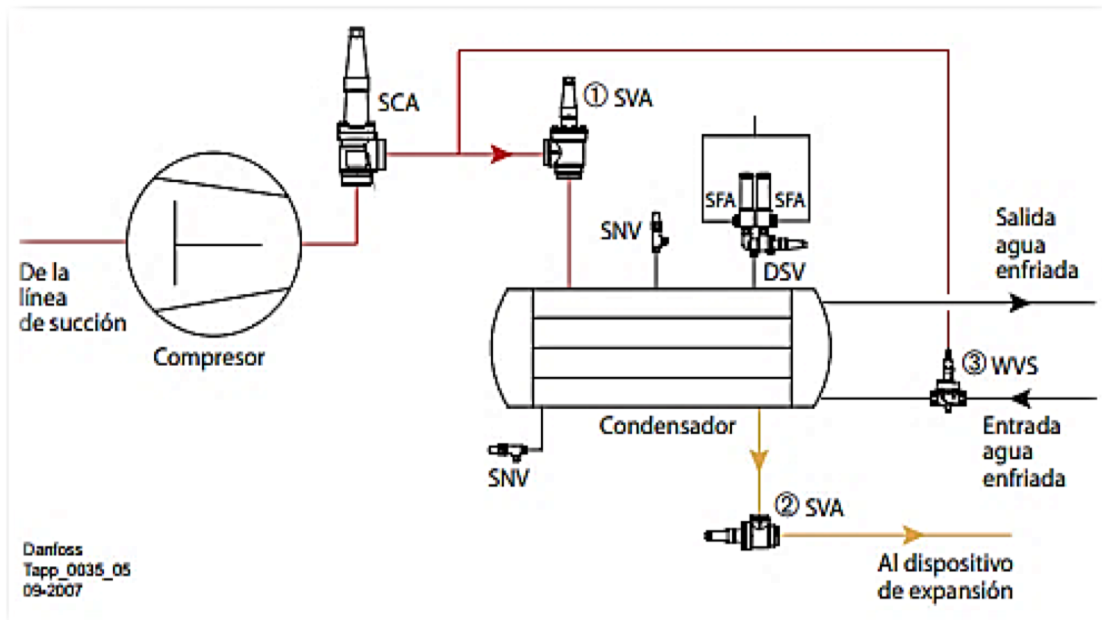 SCA
① SVA
SFA
SFA
SNV
DSV
Salida
agua
enfriada
De la
línea
de succión
Compresor
③ WVS
Condensador
Entrada
agua
enfriada
SNV
② SVA
Danfoss
Tapp_0035_05
09-2007
Al dispositivo
de expansión